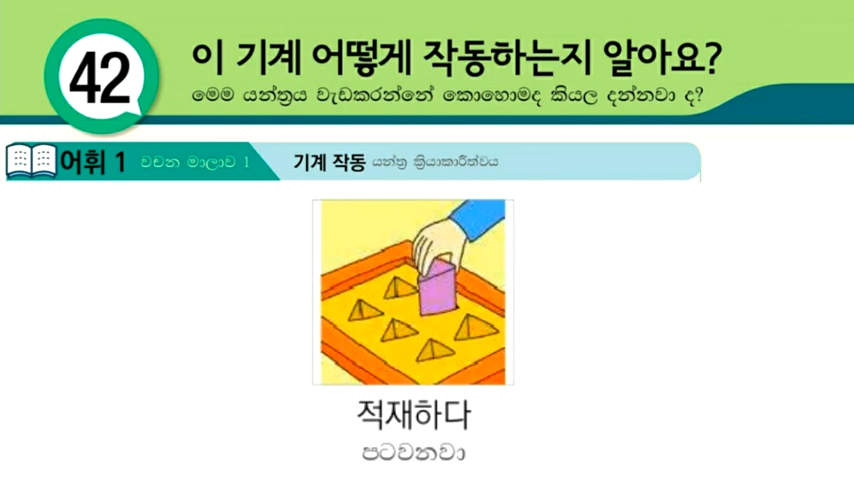 42
이 기계 어떻게 작동하는지 알아요?
මෙම යන්ත්‍රය වැඩකරන්නේ කොහොමද කියල දන්නවා ද?
어휘 1 වචන මාලාව 1 기계 작동 යන්ත්‍ර ක්‍රියාකාරීත්වය
적재하다
පටවනවා